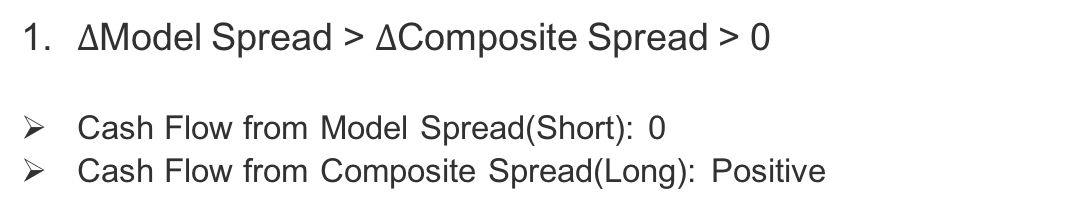 1. ΔModel Spread > ΔComposite Spread > 0
➢ Cash Flow from Model Spread(Short): 0
➢ Cash Flow from Composite Spread(Long): Positive